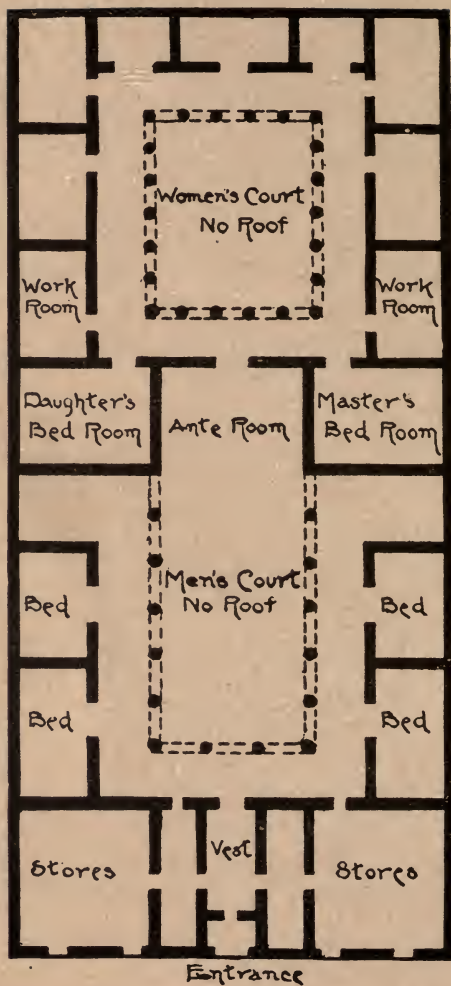 Women's Court
No Roof
Work
Room
Work
Room
Daughter's
Bed Room
Ante Room
Master's
Bed Room
Men's Court
No Roof
Bed
Bed
Bed
Bed
Stores
Vest
Stores
Entrance